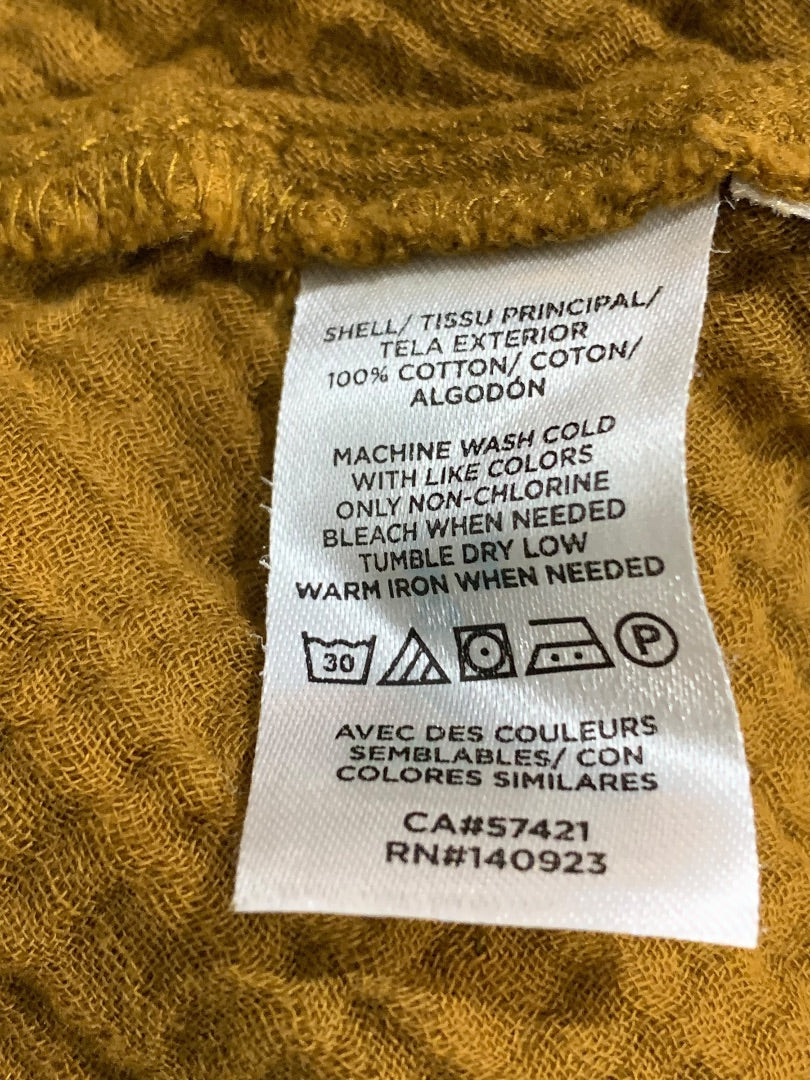 SHELL/ TISSU PRINCIPAL/
TELA EXTERIOR
100% COTTON/ COTON/
ALGODÓN
MACHINE WASH COLD
WITH LIKE COLORS
ONLY NON-CHLORINE
BLEACH WHEN NEEDED
TUMBLE DRY LOW
WARM IRON WHEN NEEDED
30 P
AVEC DES COULEURS
SEMBLABLES/ CON
COLORES SIMILARES
CA#57421
RN#140923